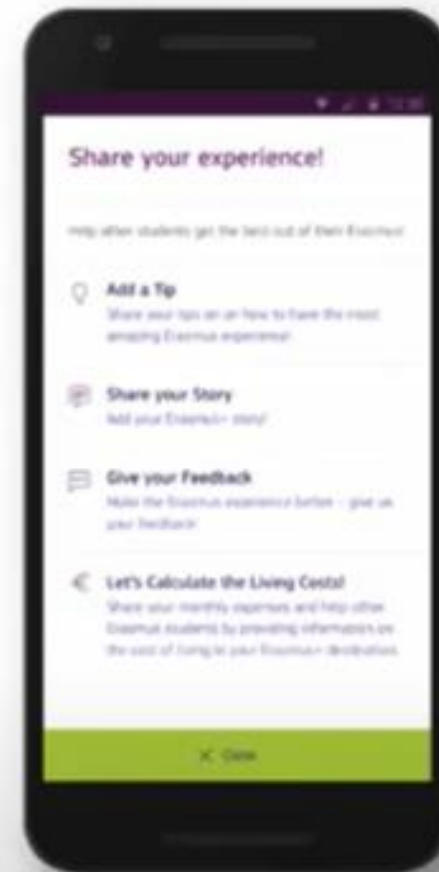 Share your experience!
Help other students get the best out of their Erasmus!
Add a Tip
Share your tips on how to have the most
amazing Erasmus experience!
Share your Story
Add your Erasmus+ story!
Give your Feedback
Make the Erasmus experience better - give us
your feedback!
Let's Calculate the Living Costs!
Share your monthly expenses and help other
Erasmus students by providing information on
the cost of living in your Erasmus+ destination.
Close